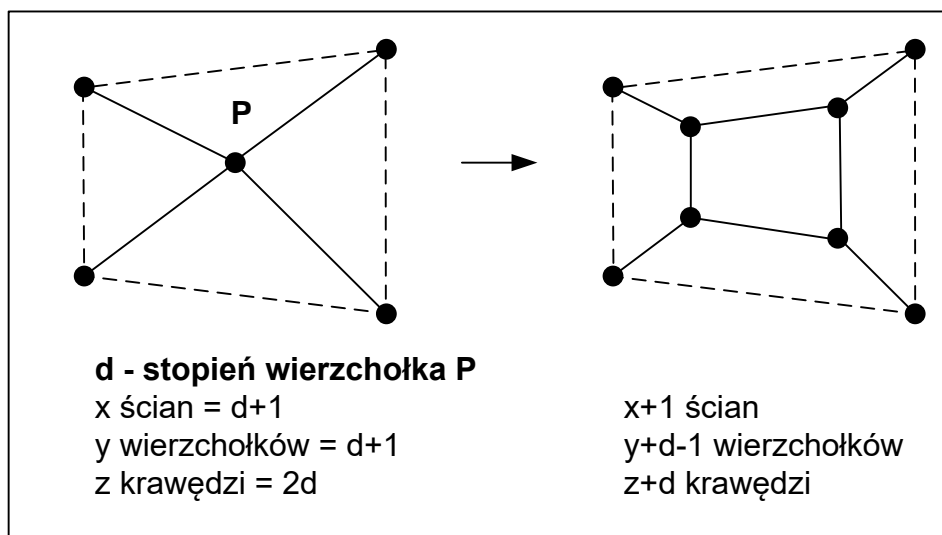 P
d - stopień wierzchołka P
x ścian = d+1
y wierzchołków = d+1
z krawędzi = 2d
x+1 ścian
y+d-1 wierzchołków
z+d krawędzi